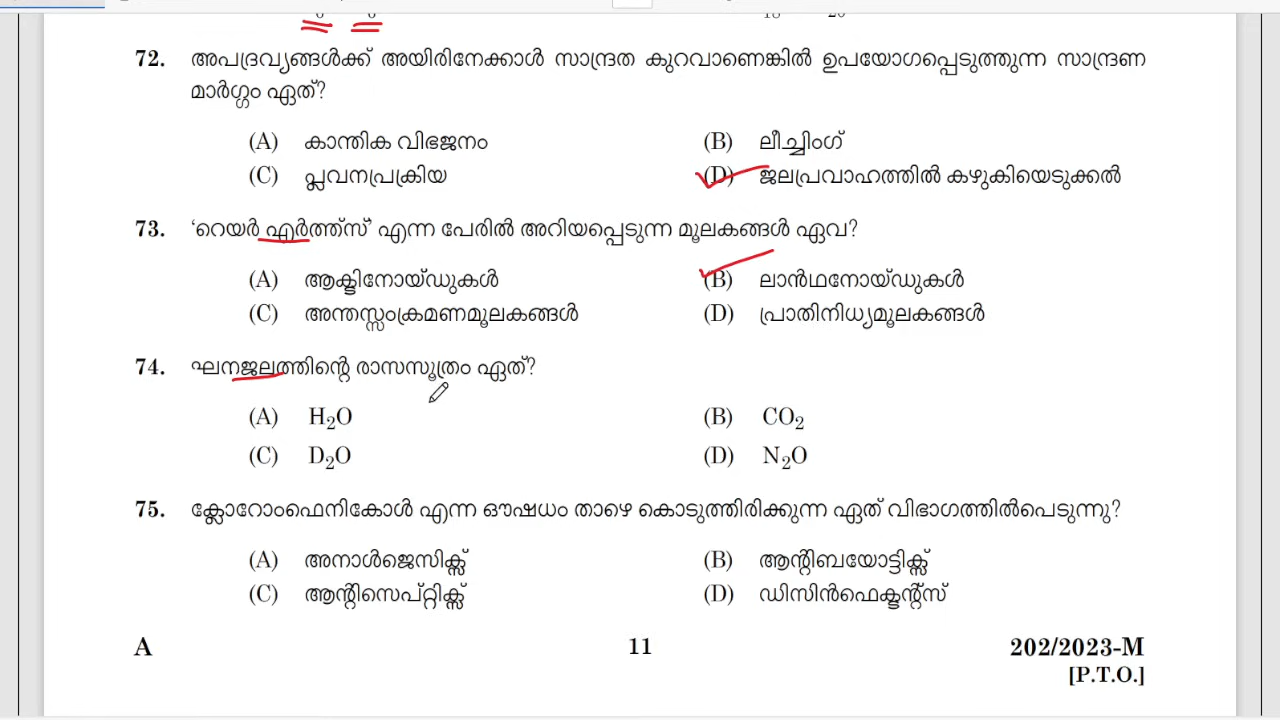 72. അപദ്രവ്യങ്ങൾക്ക് അയിരിനേക്കാൾ സാന്ദ്രത കുറവാണെങ്കിൽ ഉപയോഗപ്പെടുത്തുന്ന സാന്ദ്രണ
മാർഗ്ഗം ഏത്?
(A) കാന്തിക വിഭജനം (B) ലീച്ചിംഗ്
(C) പ്ലവനപ്രക്രിയ (D) ജലപ്രവാഹത്തിൽ കഴുകിയെടുക്കൽ
73. ‘റെയർ എർത്ത്സ്’ എന്ന പേരിൽ അറിയപ്പെടുന്ന മൂലകങ്ങൾ ഏവ?
(A) ആക്ടിനോയ്ഡുകൾ (B) ലാൻഥനോയ്ഡുകൾ
(C) അന്തസ്സംക്രമണമൂലകങ്ങൾ (D) പ്രാതിനിധ്യമൂലകങ്ങൾ
74. ഘനജലത്തിന്റെ രാസസൂത്രം ഏത്?
(A) H₂O (B) CO₂
(C) D₂O (D) N₂O
75. ക്ലോറോംഫെനികോൾ എന്ന ഔഷധം താഴെ കൊടുത്തിരിക്കുന്ന ഏത് വിഭാഗത്തിൽപെടുന്നു?
(A) അനാൾജെസിക്സ് (B) ആന്റിബയോട്ടിക്സ്
(C) ആന്റിസെപ്റ്റിക്സ് (D) ഡിസിൻഫെക്ടന്റ്സ്
A 11 202/2023-M
[P.T.O.]